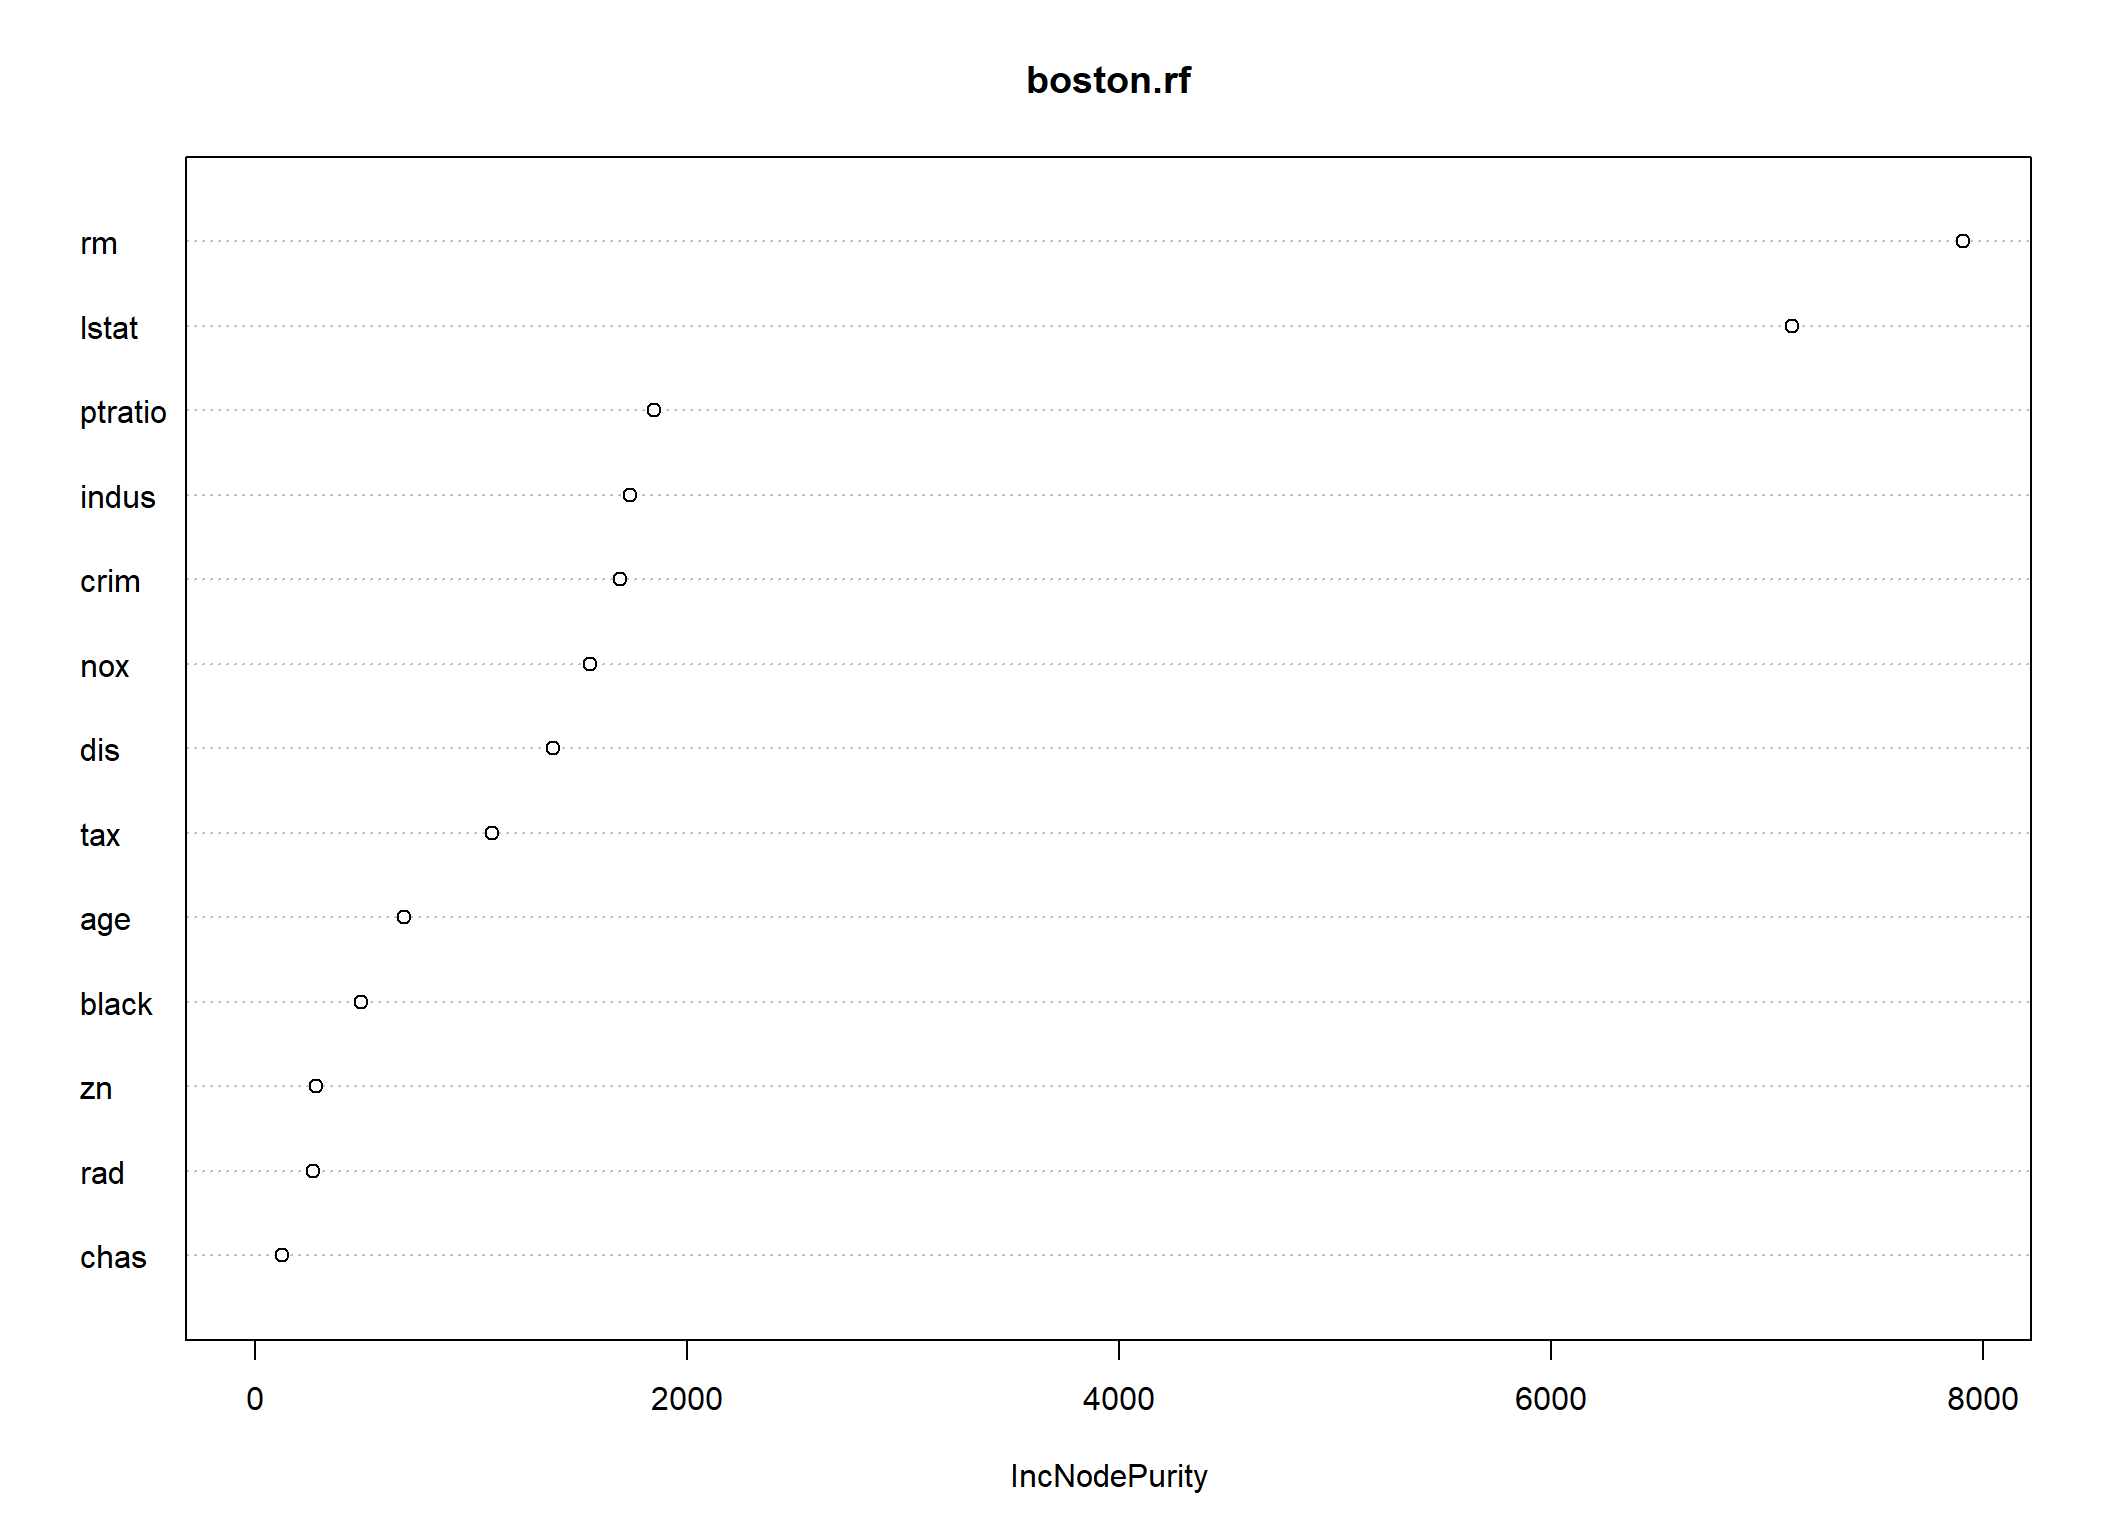 boston.rf
rm
lstat
ptratio
indus
crim
nox
dis
tax
age
black
zn
rad
chas
0 2000 4000 6000 8000
IncNodePurity